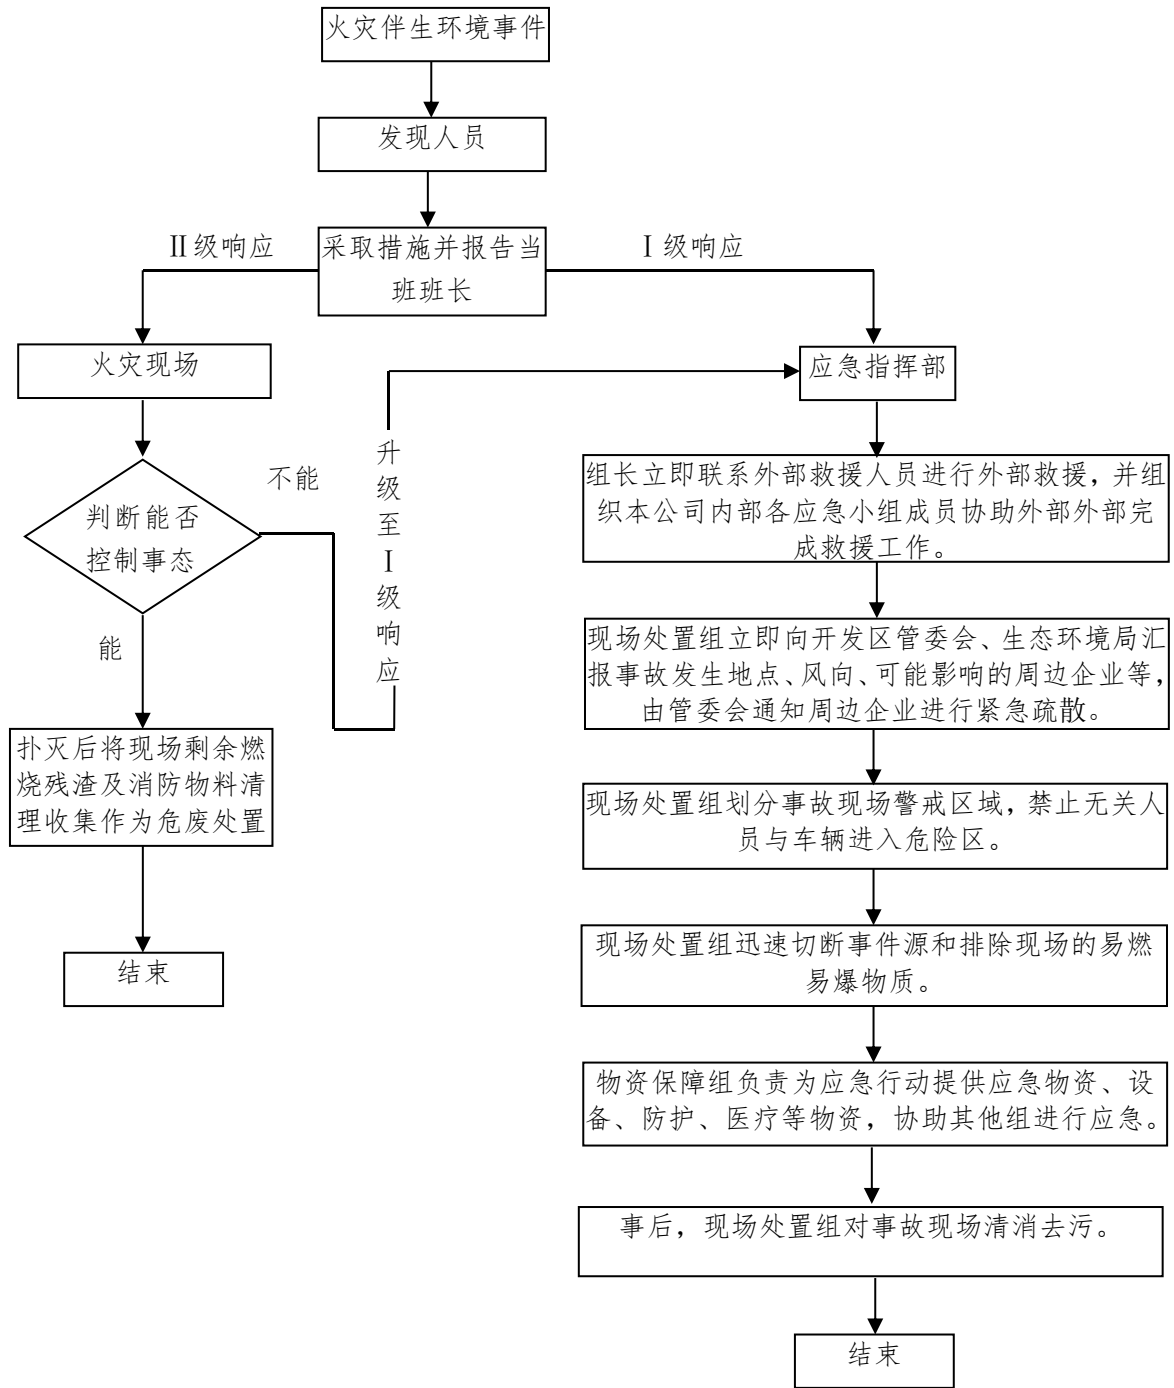 火灾伴生环境事件
发现人员
采取措施并报告当
班班长
Ⅱ级响应
Ⅰ级响应
火灾现场
应急指挥部
判断能否
控制事态
不能
能
升
级
至
Ⅰ
级
响
应
扑灭后将现场剩余燃
烧残渣及消防物料清
理收集作为危废处置
结束
组长立即联系外部救援人员进行外部救援，并组
织本公司内部各应急小组成员协助外部外部完
成救援工作。
现场处置组立即向开发区管委会、生态环境局汇
报事故发生地点、风向、可能影响的周边企业等，
由管委会通知周边企业进行紧急疏散。
现场处置组划分事故现场警戒区域，禁止无关人
员与车辆进入危险区。
现场处置组迅速切断事件源和排除现场的易燃
易爆物质。
物资保障组负责为应急行动提供应急物资、设
备、防护、医疗等物资，协助其他组进行应急。
事后，现场处置组对事故现场清消去污。
结束